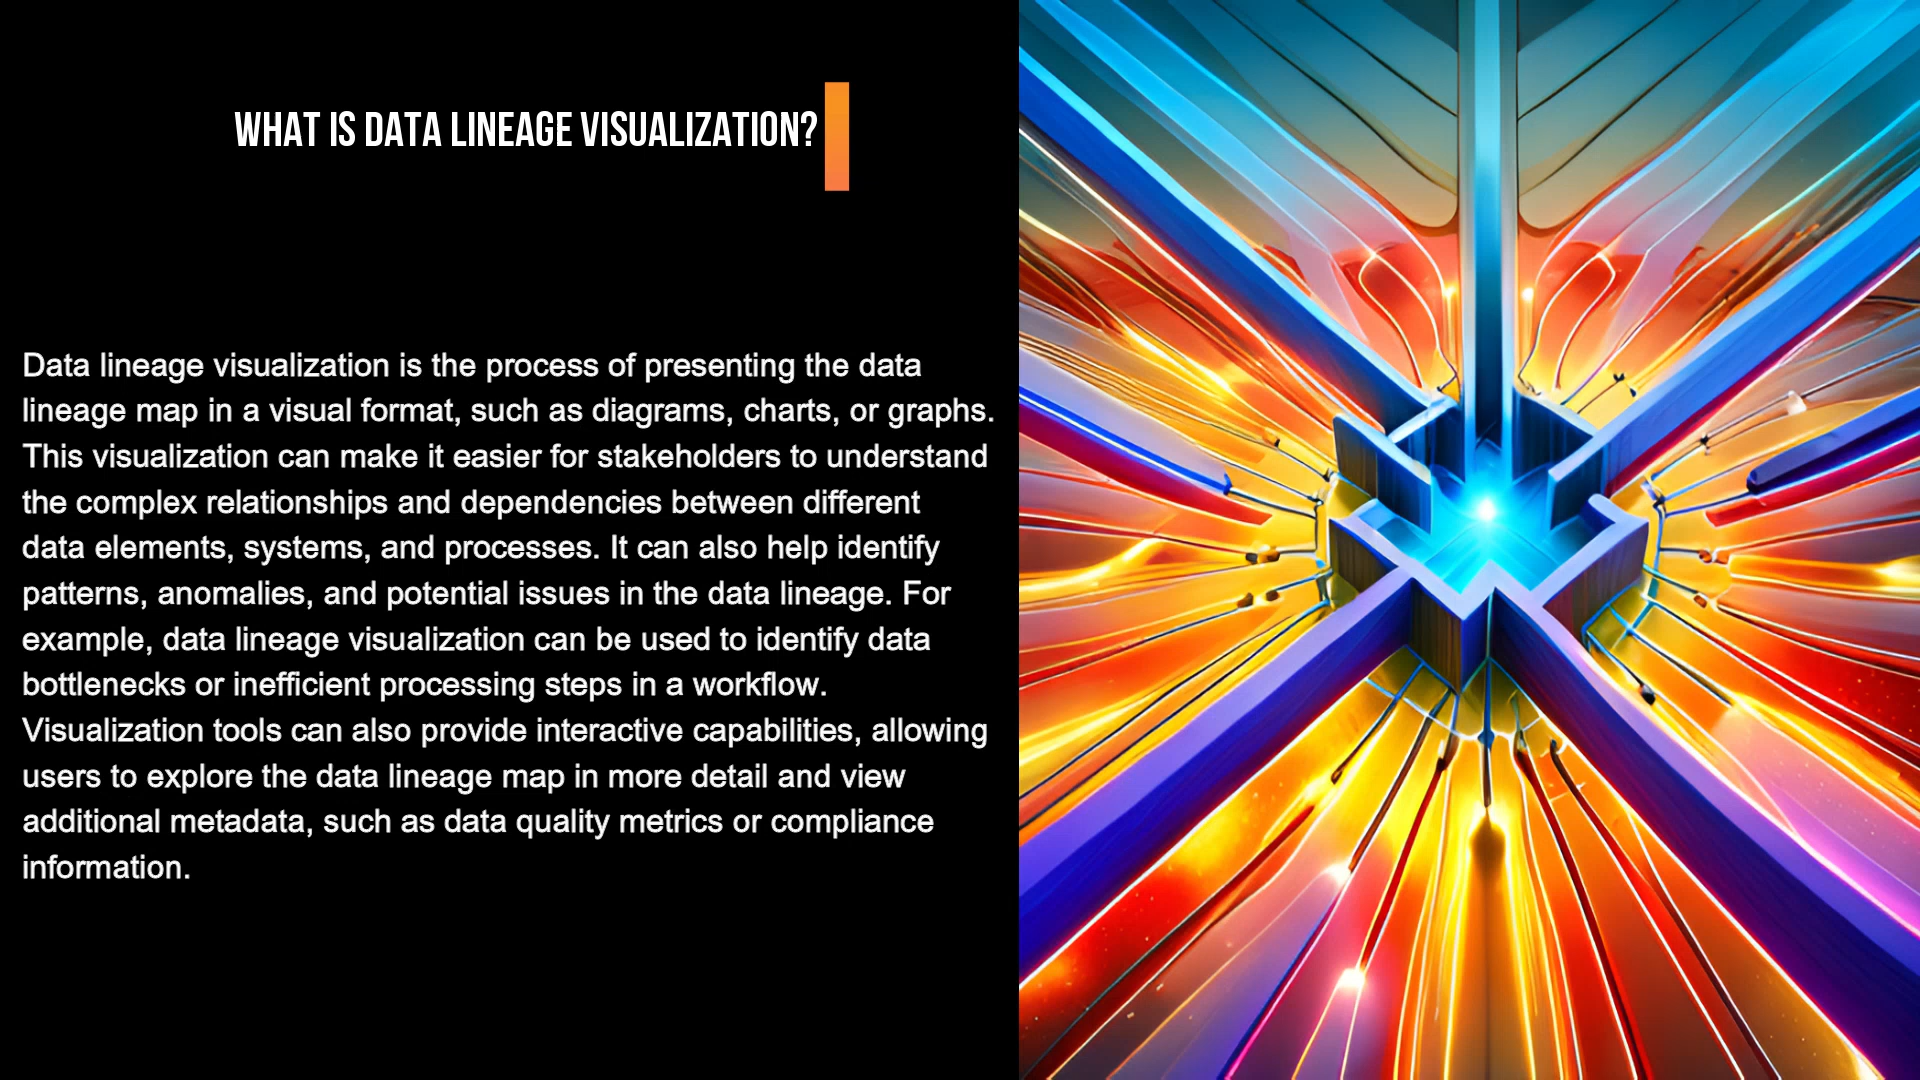 WHAT IS DATA LINEAGE VISUALIZATION?
Data lineage visualization is the process of presenting the data
lineage map in a visual format, such as diagrams, charts, or graphs.
This visualization can make it easier for stakeholders to understand
the complex relationships and dependencies between different
data elements, systems, and processes. It can also help identify
patterns, anomalies, and potential issues in the data lineage. For
example, data lineage visualization can be used to identify data
bottlenecks or inefficient processing steps in a workflow.
Visualization tools can also provide interactive capabilities, allowing
users to explore the data lineage map in more detail and view
additional metadata, such as data quality metrics or compliance
information.